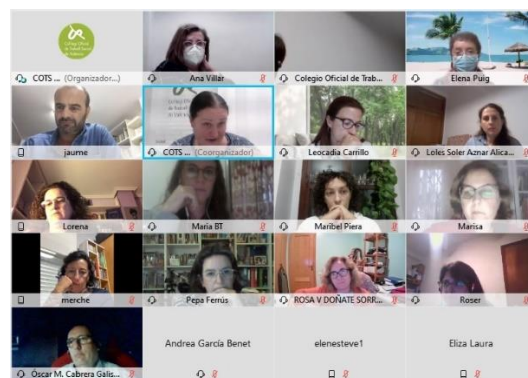 COTS ... (Organizador...)
Ana Villar
Colegio Oficial de Trab...
Elena Puig
jaume
COTS ... (Coorganizador)
Leocadia Carrillo
Loles Soler Aznar Alica...
Lorena
Maria BT
Maribel Piera
Marisa
merche
Pepa Ferrús
ROSA V DOÑATE SORR...
Roser
Óscar M. Cabrera Galis...
Andrea García Benet
elenesteve1
Eliza Laura